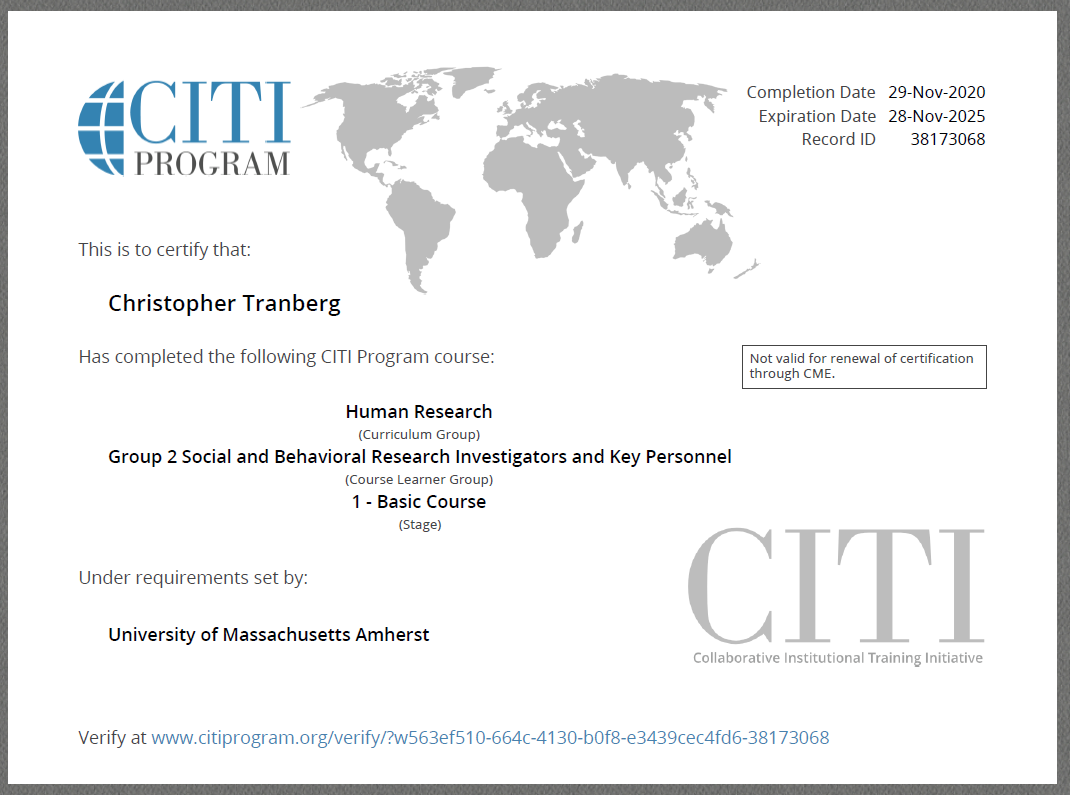 CITI
PROGRAM
Completion Date 29-Nov-2020
Expiration Date 28-Nov-2025
Record ID 38173068
This is to certify that:
Christopher Tranberg
Has completed the following CITI Program course:
Not valid for renewal of certification
through CME.
Human Research
(Curriculum Group)
Group 2 Social and Behavioral Research Investigators and Key Personnel
(Course Learner Group)
1 - Basic Course
(Stage)
Under requirements set by:
University of Massachusetts Amherst
CITI
Collaborative Institutional Training Initiative
Verify at www.citiprogram.org/verify/?w563ef510-664c-4130-b0f8-e3439cec4fd6-38173068